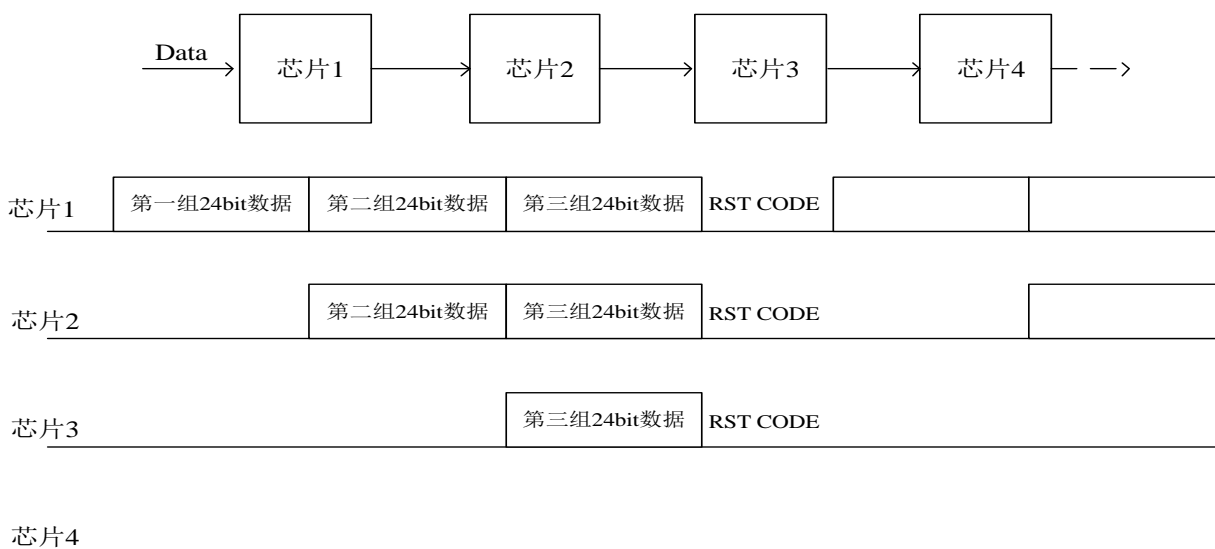 Data
芯片1
芯片2
芯片3
芯片4
芯片1
第一组24bit数据
第二组24bit数据
第三组24bit数据
RST CODE
芯片2
第二组24bit数据
第三组24bit数据
RST CODE
芯片3
第三组24bit数据
RST CODE
芯片4